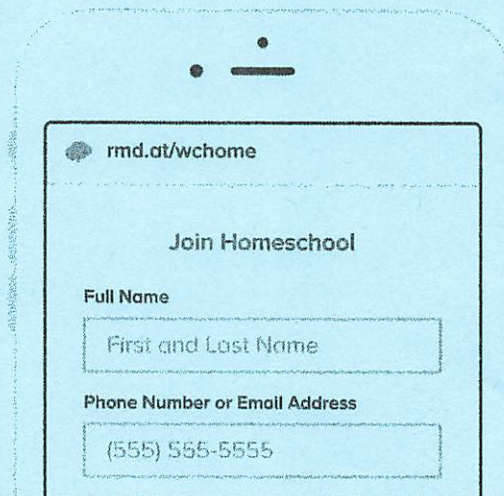 rmd.at/wchome
Join Homeschool
Full Name
First and Last Name
Phone Number or Email Address
(555) 555-5555